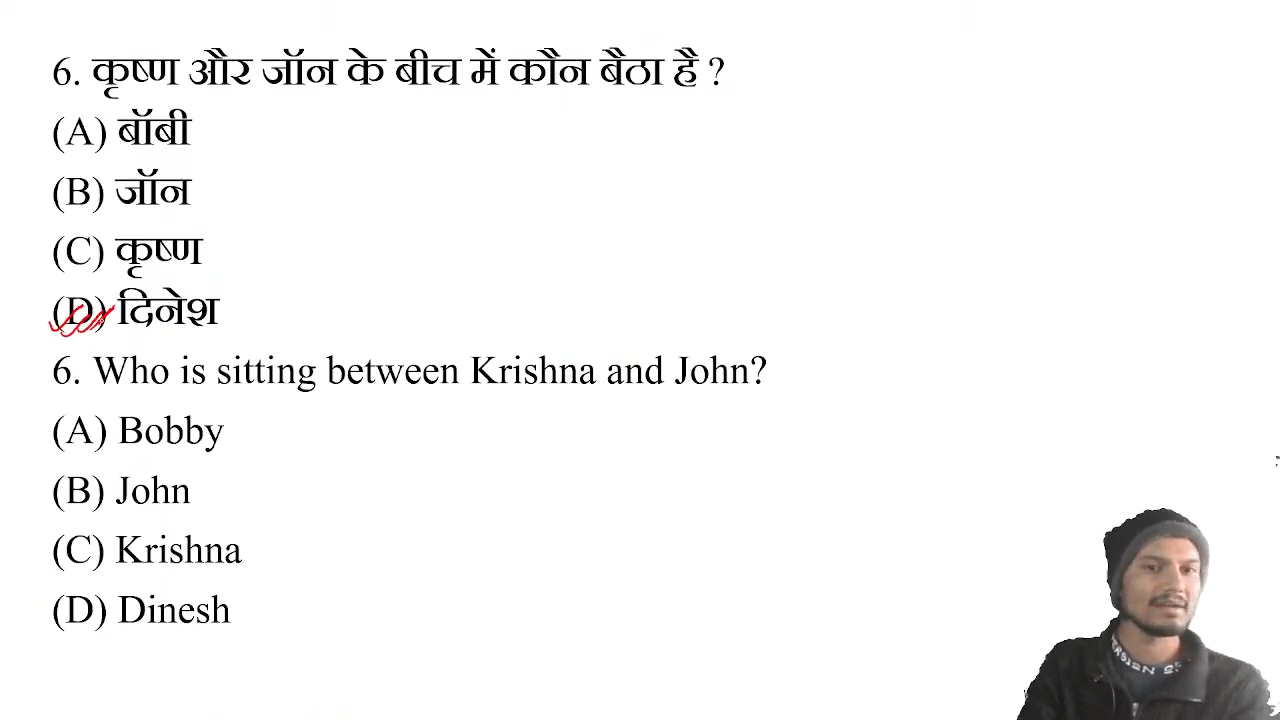 6. कृष्ण और जॉन के बीच में कौन बैठा है ?
(A) बॉबी
(B) जॉन
(C) कृष्ण
(D) दिनेश
6. Who is sitting between Krishna and John?
(A) Bobby
(B) John
(C) Krishna
(D) Dinesh